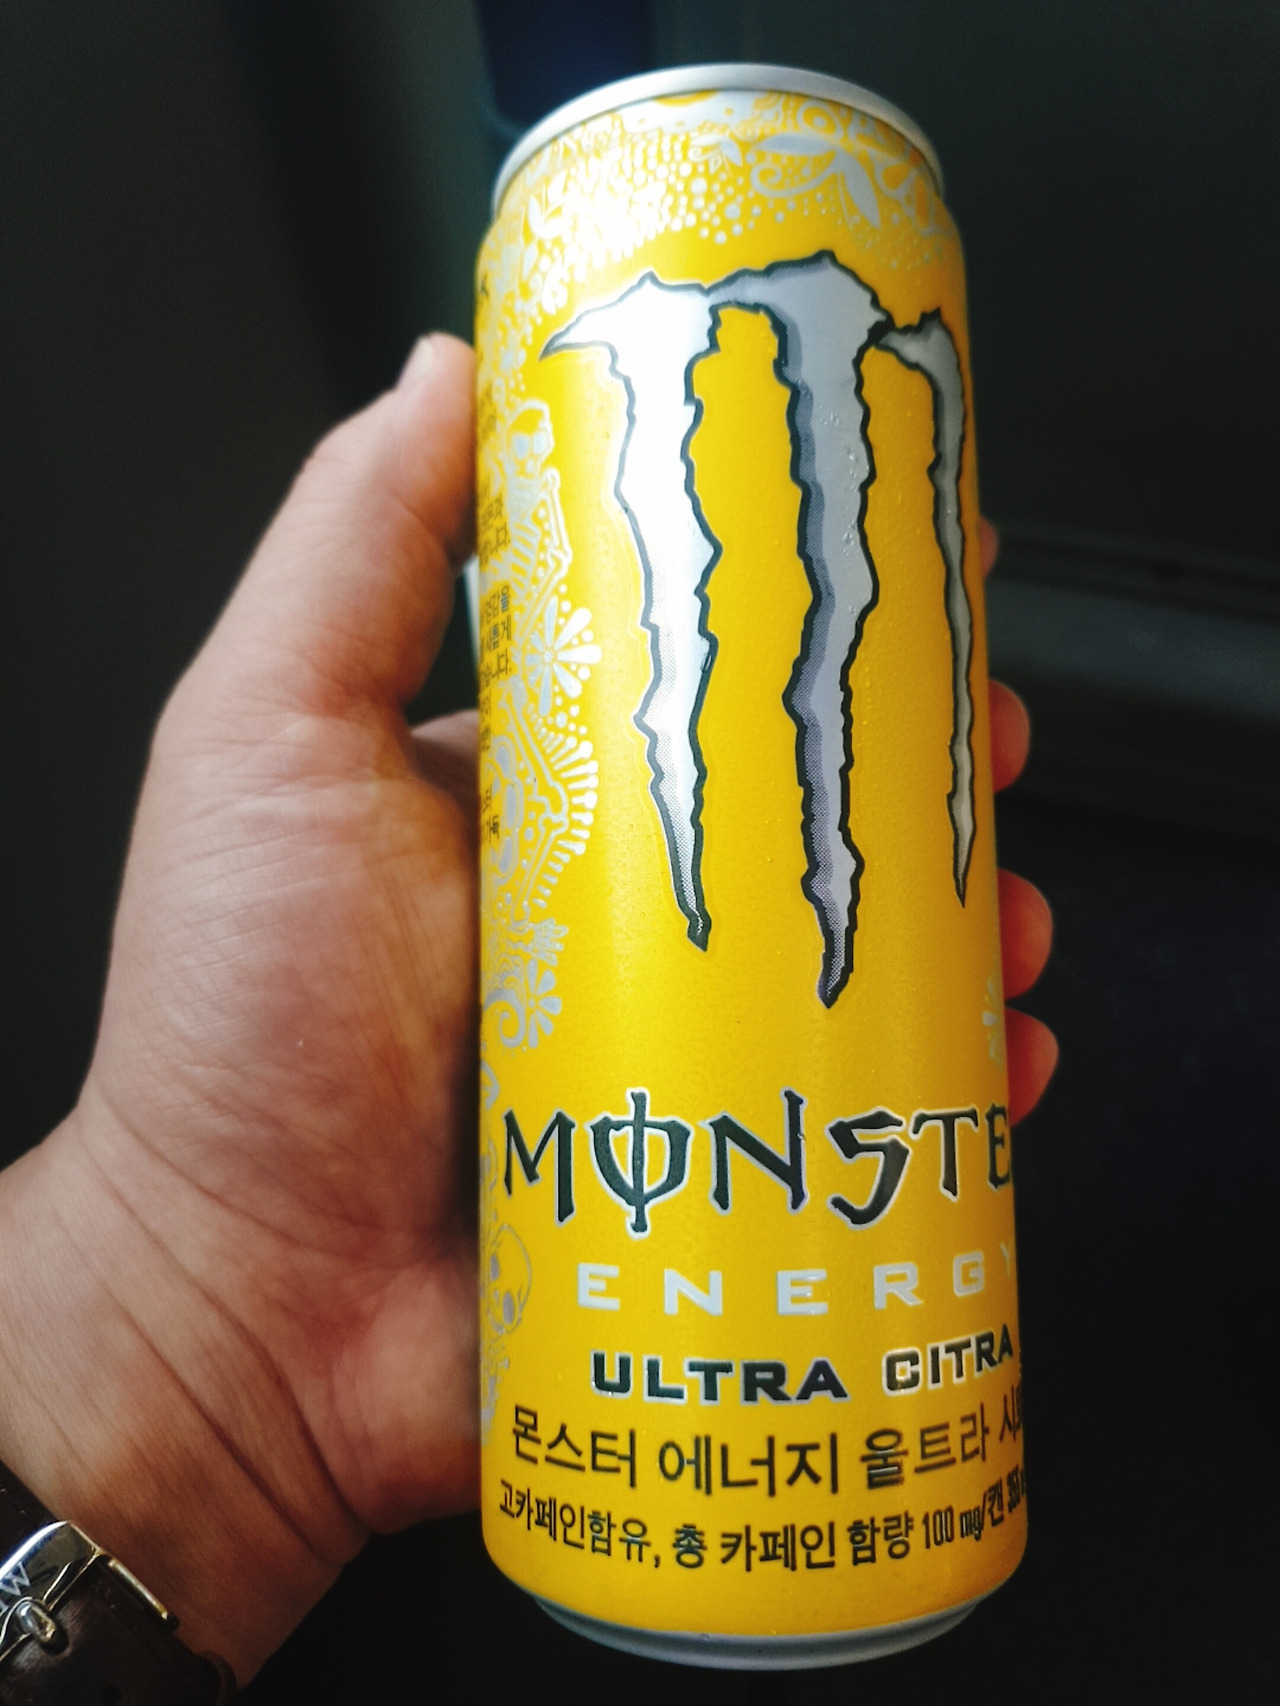 MONSTE
ENERGY
ULTRA CITRA
몬스터 에너지 울트라
고카페인함유, 총 카페인 함량 100 mg/캔